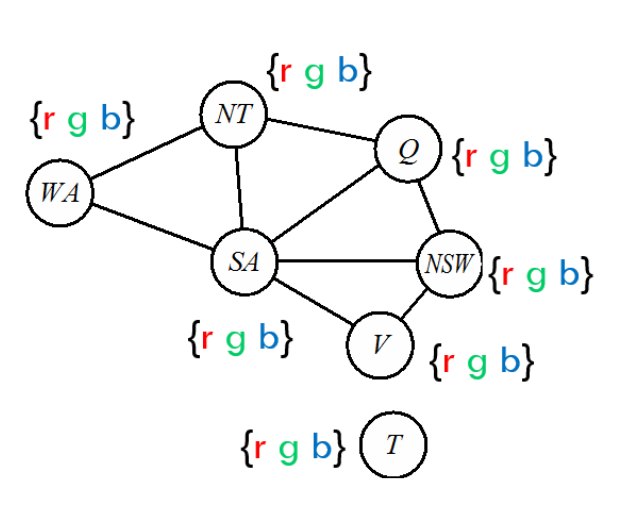 {r g b}
NT
{r g b}
Q
{r g b}
WA
SA
NSW
{r g b}
{r g b}
V
{r g b}
{r g b}
T